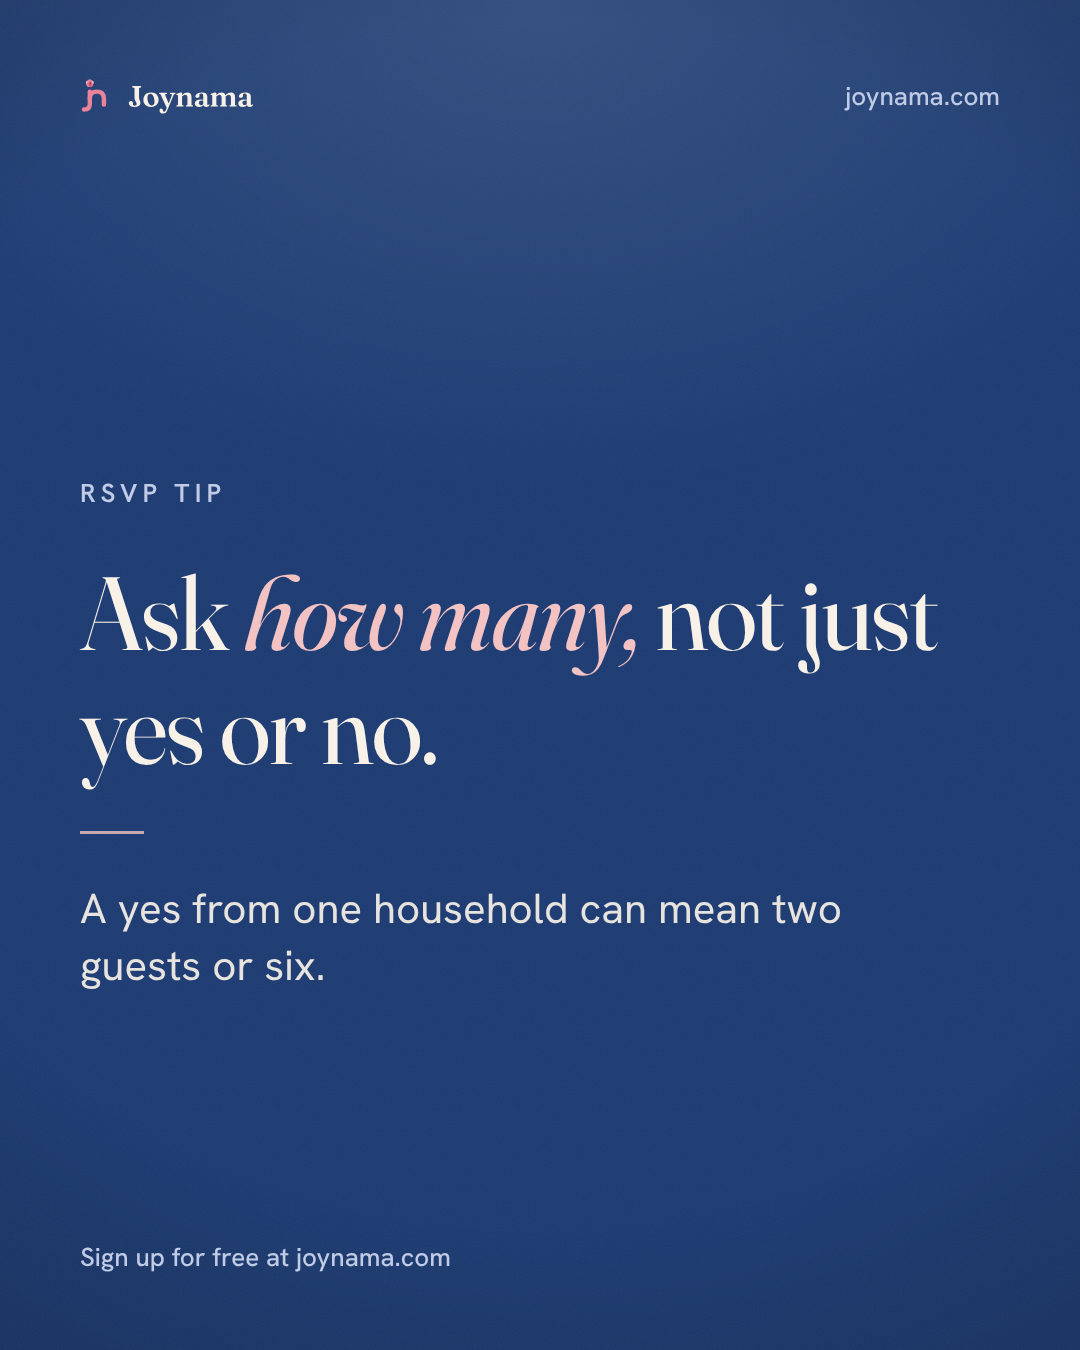 Joynama
joynama.com
RSVP TIP
Ask how many, not just
yes or no.
A yes from one household can mean two
guests or six.
Sign up for free at joynama.com